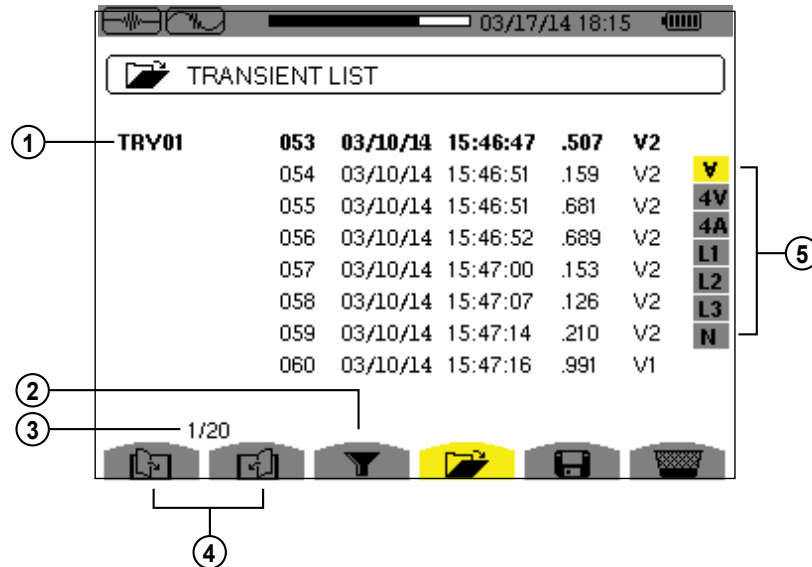 03/17/14 18:15
TRANSIENT LIST
1 TRY01 053 03/10/14 15:46:47 .507 V2
054 03/10/14 15:46:51 .159 V2
055 03/10/14 15:46:51 .681 V2
056 03/10/14 15:46:52 .689 V2
057 03/10/14 15:47:00 .153 V2
058 03/10/14 15:47:07 .126 V2
059 03/10/14 15:47:14 .210 V2
060 03/10/14 15:47:16 .991 V1
∀
4V
4A
L1
L2
L3
N
5
2
3 1/20
4